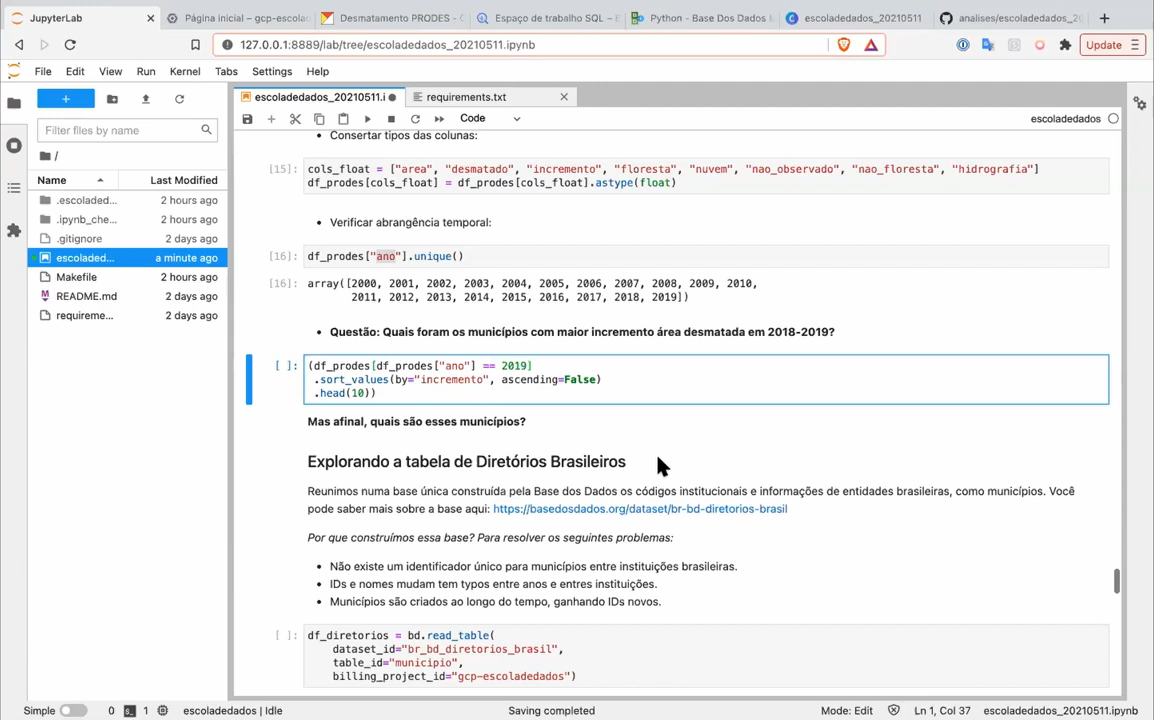 JupyterLab
Página inicial – gcp-escola
Desmatamento PRODES - C
Espaço de trabalho SQL – E
Python - Base Dos Dados
escoladedados_20210511
analises/escoladedados_202
127.0.0.1:8889/lab/tree/escoladedados_20210511.ipynb
Update
File Edit View Run Kernel Tabs Settings Help
escoladedados_20210511.i
requirements.txt
Code
escoladedados
Filter files by name
/
Name Last Modified
.escoladed... 2 hours ago
.ipynb_che... 2 hours ago
.gitignore 2 days ago
escoladed... a minute ago
Makefile 2 hours ago
README.md 2 days ago
requireme... 2 days ago
• Consertar tipos das colunas:
[15]: cols_float = ["area", "desmatado", "incremento", "floresta", "nuvem", "nao_observado", "nao_floresta", "hidrografia"]
df_prodes[cols_float] = df_prodes[cols_float].astype(float)
• Verificar abrangência temporal:
[16]: df_prodes["ano"].unique()
[16]: array([2000, 2001, 2002, 2003, 2004, 2005, 2006, 2007, 2008, 2009, 2010,
2011, 2012, 2013, 2014, 2015, 2016, 2017, 2018, 2019])
• Questão: Quais foram os municípios com maior incremento área desmatada em 2018-2019?
[ ]: (df_prodes[df_prodes["ano"] == 2019]
.sort_values(by="incremento", ascending=False)
.head(10))
Mas afinal, quais são esses municípios?
Explorando a tabela de Diretórios Brasileiros
Reunimos numa base única construída pela Base dos Dados os códigos institucionais e informações de entidades brasileiras, como municípios. Você
pode saber mais sobre a base aqui: https://basedosdados.org/dataset/br-bd-diretorios-brasil
Por que construímos essa base? Para resolver os seguintes problemas:
• Não existe um identificador único para municípios entre instituições brasileiras.
• IDs e nomes mudam tem typos entre anos e entres instituições.
• Municípios são criados ao longo do tempo, ganhando IDs novos.
[ ]: df_diretorios = bd.read_table(
dataset_id="br_bd_diretorios_brasil",
table_id="municipio",
billing_project_id="gcp-escoladedados")
Simple 0 1 escoladedados | Idle Saving completed Mode: Edit Ln 1, Col 37 escoladedados_20210511.ipynb